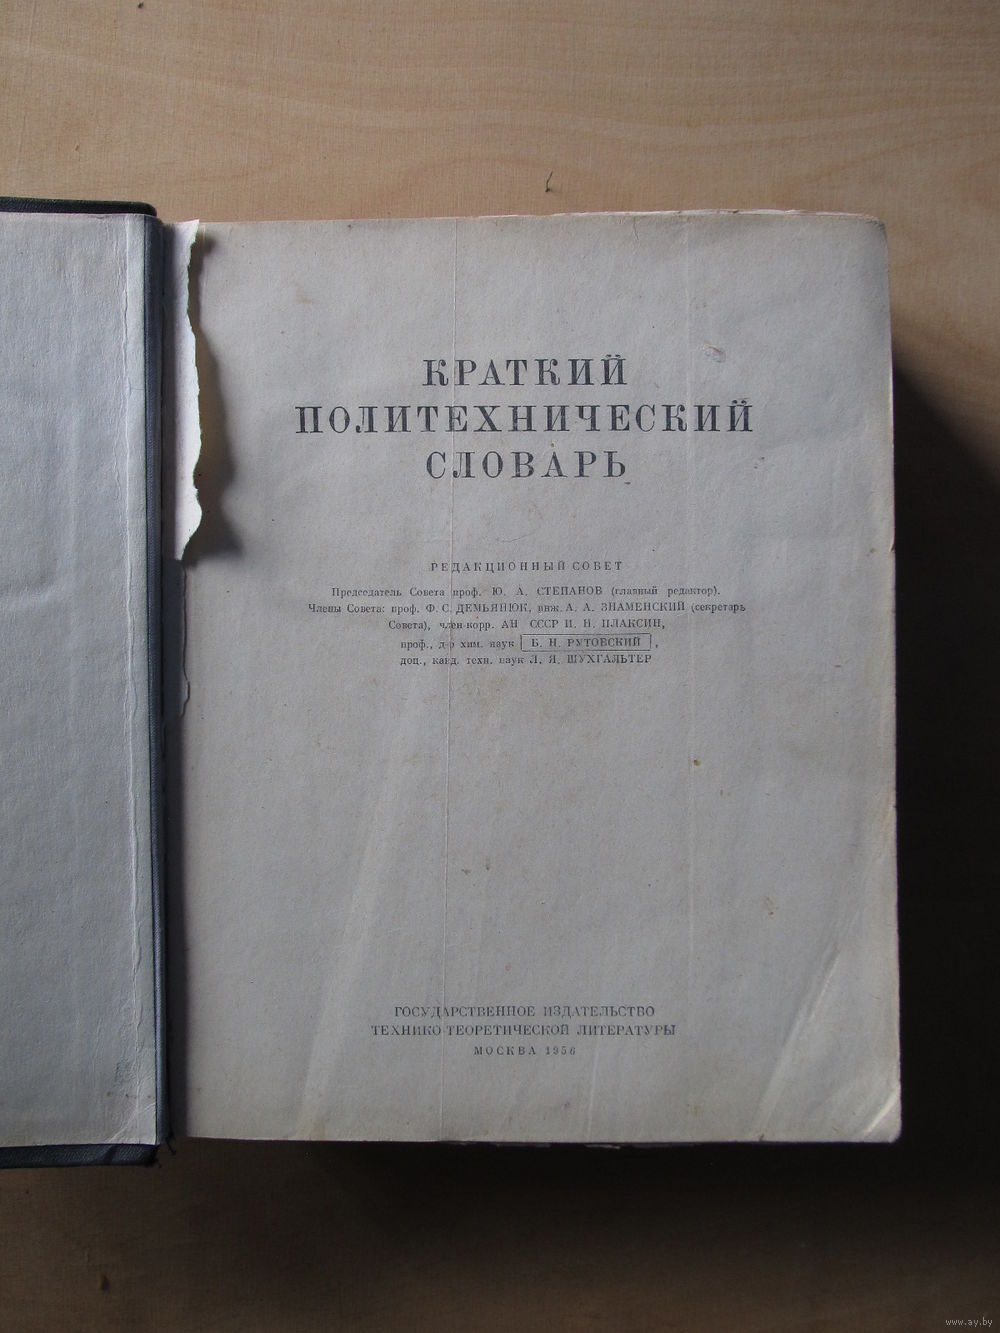 КРАТКИЙ
ПОЛИТЕХНИЧЕСКИЙ
СЛОВАРЬ
РЕДАКЦИОННЫЙ СОВЕТ
Председатель Совета проф. Ю. А. СТЕПАНОВ (главный редактор).
Члены Совета: проф. Ф. С. ДЕМЬЯНЮК, инж. А. А. ЗНАМЕНСКИЙ (секретарь
Совета), член-корр. АН СССР И. Н. ПЛАКСИН,
проф., д-р хим. наук Б. Н. РУТОВСКИЙ ,
доц., канд. техн. наук Л. Я. ШУХГАЛЬТЕР
ГОСУДАРСТВЕННОЕ ИЗДАТЕЛЬСТВО
ТЕХНИКО-ТЕОРЕТИЧЕСКОЙ ЛИТЕРАТУРЫ
МОСКВА 1956
www.ay.by